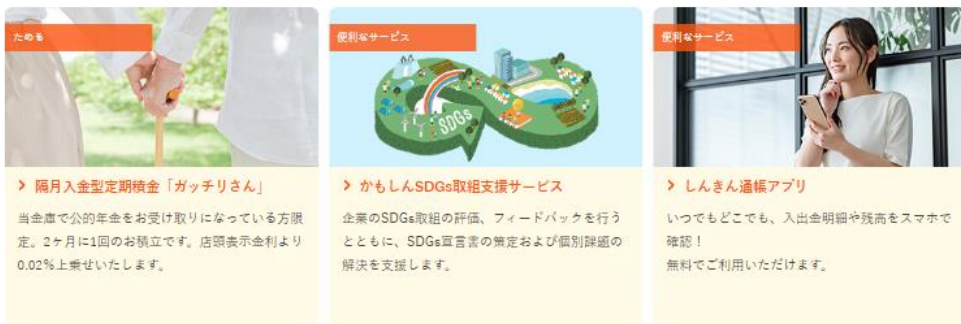 ためる
隔月入金型定期積金「ガッチリさん」
当金庫で公的年金をお受け取りになっている方限
定。2ヶ月に1回のお積立です。店頭表示金利より
0.02％上乗せいたします。
便利なサービス
SDGs
かもしんSDGs取組支援サービス
企業のSDGs取組の評価、フィードバックを行う
とともに、SDGs宣言書の策定および個別課題の
解決を支援します。
便利なサービス
しんきん通帳アプリ
いつでもどこでも、入出金明細や残高をスマホで
確認！
無料でご利用いただけます。